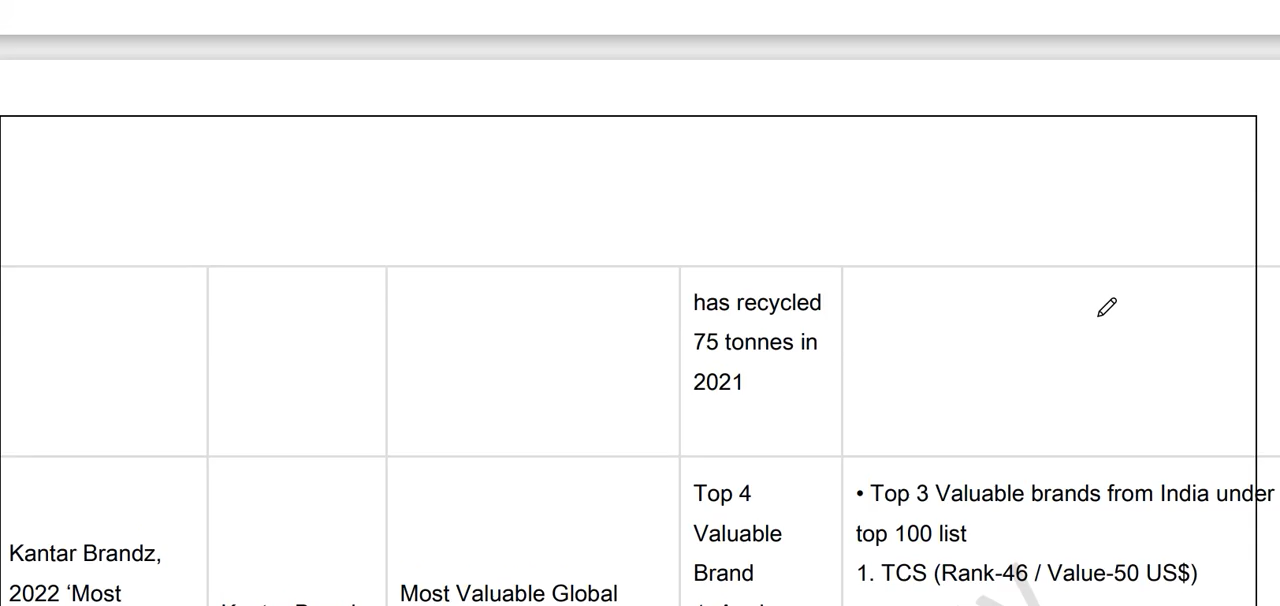 has recycled
75 tonnes in
2021
Kantar Brandz,
2022 ‘Most
Most Valuable Global
Top 4
Valuable
Brand
• Top 3 Valuable brands from India under
top 100 list
1. TCS (Rank-46 / Value-50 US$)